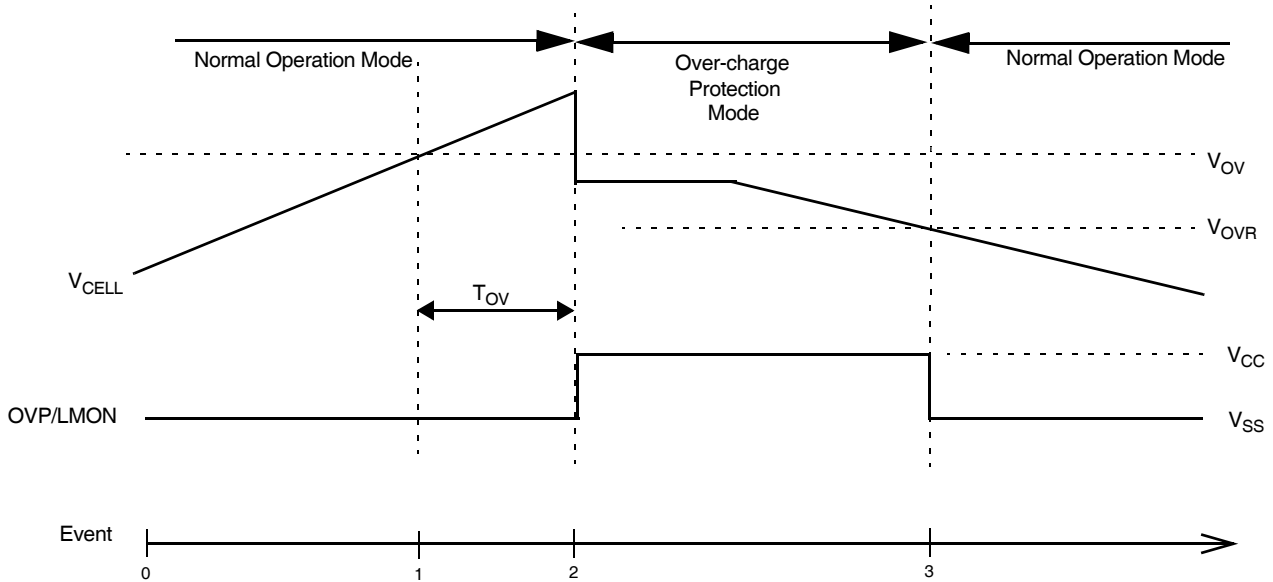 Normal Operation Mode
Over-charge
Protection
Mode
Normal Operation Mode
V_OV
V_OVR
V_CELL
T_OV
V_CC
OVP/LMON
V_SS
Event
0 1 2 3